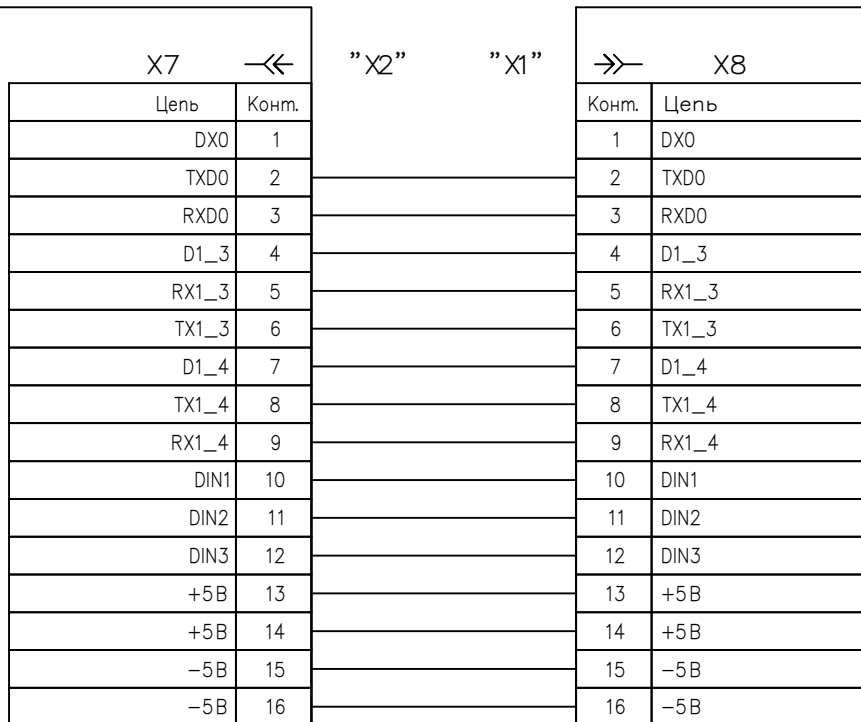 X7 "X2" "X1" X8
Цепь Конт. Конт. Цепь
DX0 1 1 DX0
TXD0 2 2 TXD0
RXD0 3 3 RXD0
D1_3 4 4 D1_3
RX1_3 5 5 RX1_3
TX1_3 6 6 TX1_3
D1_4 7 7 D1_4
TX1_4 8 8 TX1_4
RX1_4 9 9 RX1_4
DIN1 10 10 DIN1
DIN2 11 11 DIN2
DIN3 12 12 DIN3
+5В 13 13 +5В
+5В 14 14 +5В
−5В 15 15 −5В
−5В 16 16 −5В